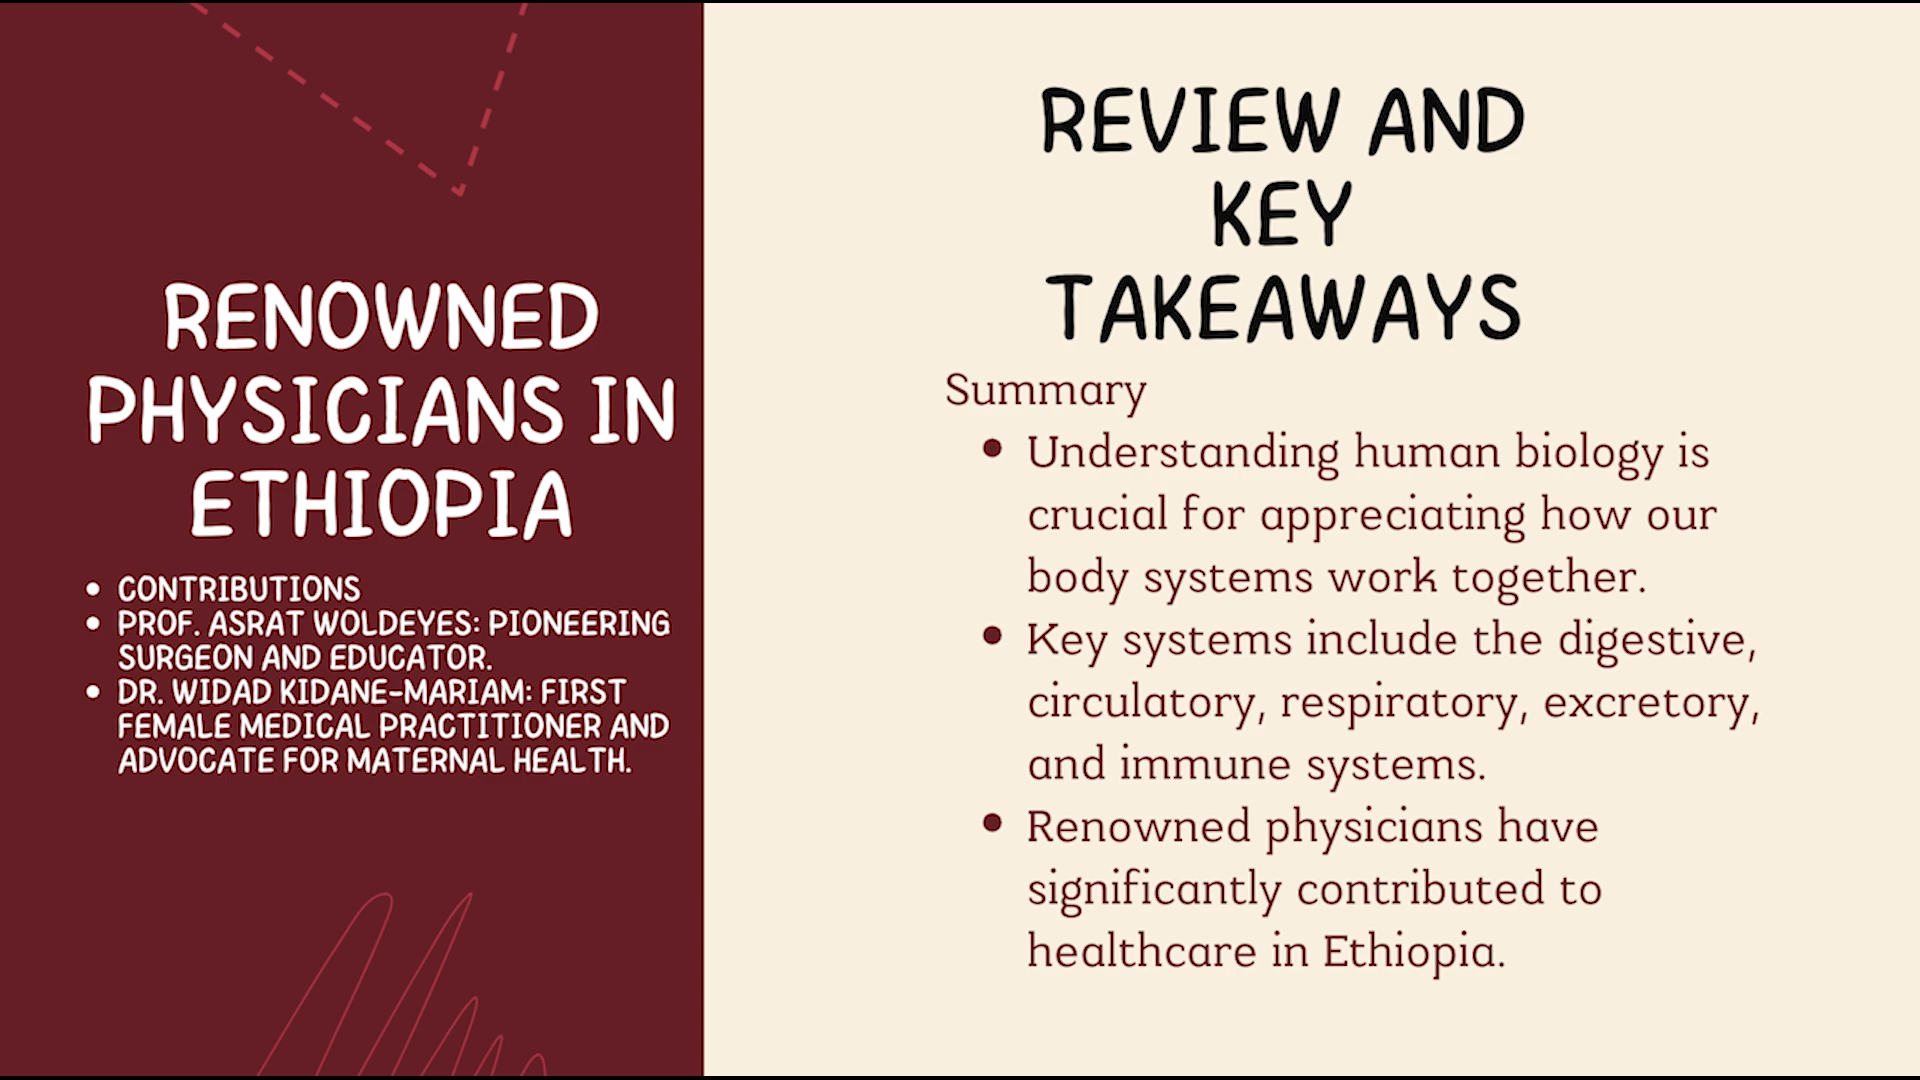 RENOWNED
PHYSICIANS IN
ETHIOPIA
• CONTRIBUTIONS
• PROF. ASRAT WOLDEYES: PIONEERING
SURGEON AND EDUCATOR.
• DR. WIDAD KIDANE-MARIAM: FIRST
FEMALE MEDICAL PRACTITIONER AND
ADVOCATE FOR MATERNAL HEALTH.
REVIEW AND
KEY
TAKEAWAYS
Summary
• Understanding human biology is
crucial for appreciating how our
body systems work together.
• Key systems include the digestive,
circulatory, respiratory, excretory,
and immune systems.
• Renowned physicians have
significantly contributed to
healthcare in Ethiopia.